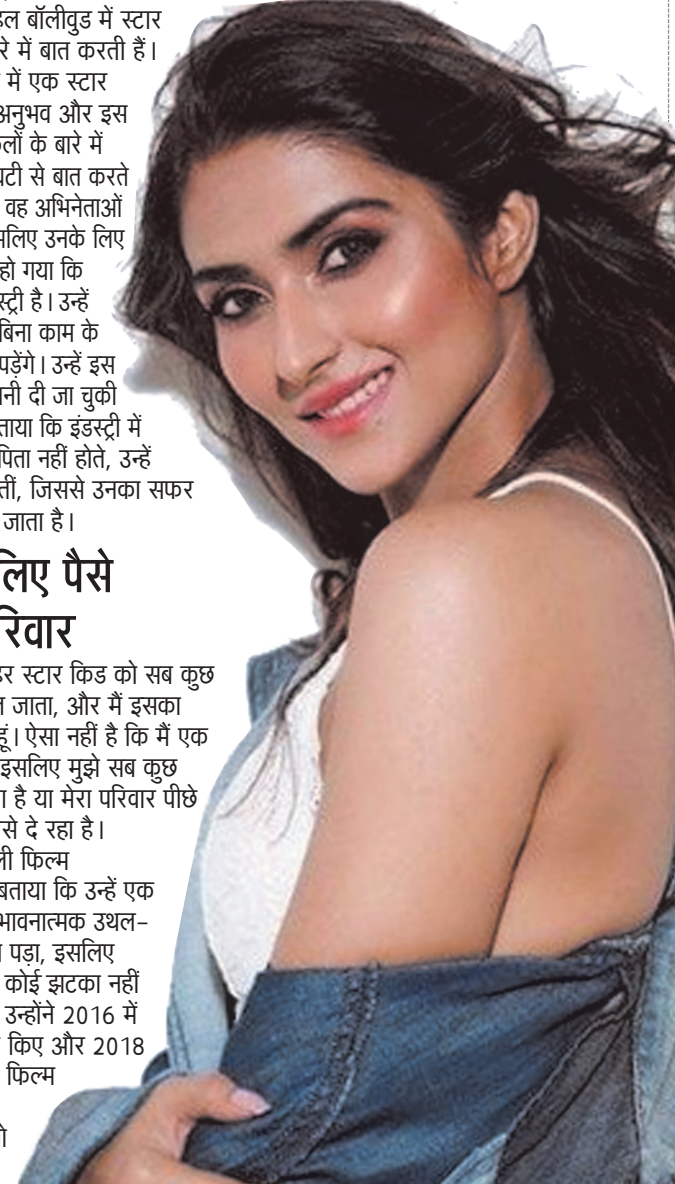 बॉलीवुड में स्टार
में बात करती हैं।
में एक स्टार
अनुभव और इस
के बारे में
से बात करते
वह अभिनेताओं
उनके लिए
हो गया कि
है। उन्हें
बिना काम के
पड़ेंगे। उन्हें इस
दी जा चुकी
कि इंडस्ट्री में
नहीं होते, उन्हें
जिससे उनका सफर
जाता है।
लिए पैसे
स्टार किड को सब कुछ
जाता, और मैं इसका
हूं। ऐसा नहीं है कि मैं एक
इसलिए मुझे सब कुछ
है या मेरा परिवार पीछे
से दे रहा है।
फिल्म
बताया कि उन्हें एक
भावनात्मक उथल-
पड़ा, इसलिए
कोई झटका नहीं
उन्होंने 2016 में
किए और 2018
फिल्म